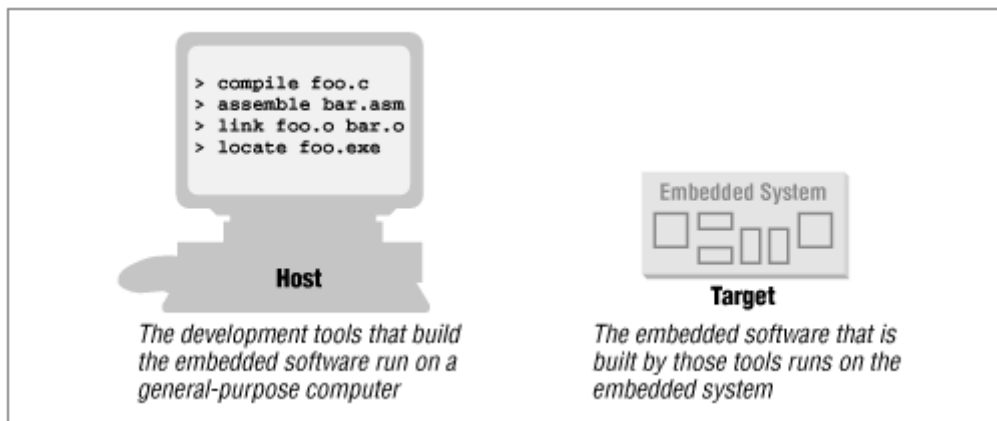 > compile foo.c
> assemble bar.asm
> link foo.o bar.o
> locate foo.exe
Host
The development tools that build
the embedded software run on a
general-purpose computer
Embedded System
Target
The embedded software that is
built by those tools runs on the
embedded system